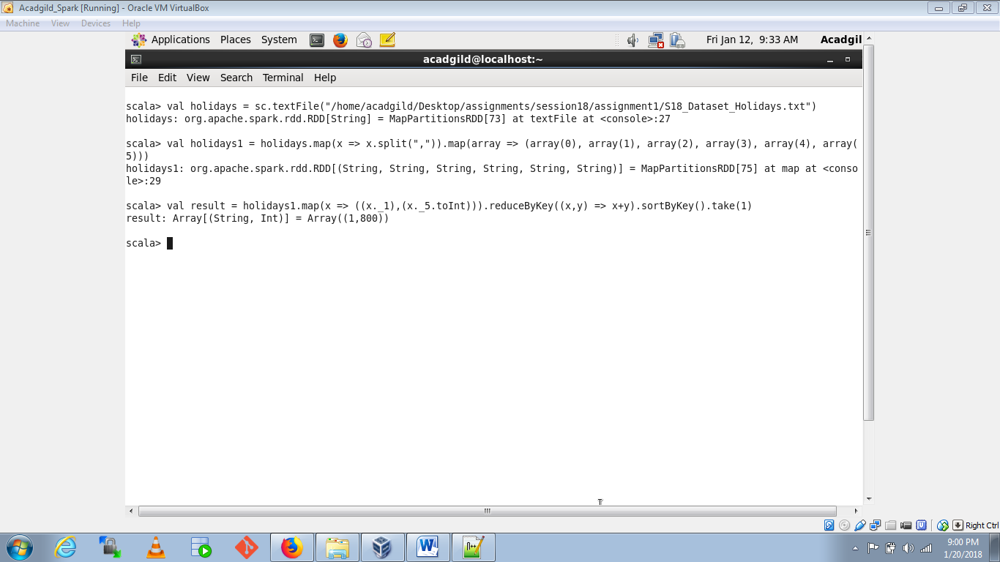 Acadgild_Spark [Running] - Oracle VM VirtualBox
Machine View Devices Help
Applications Places System Fri Jan 12, 9:33 AM Acadgil
acadgild@localhost:~
File Edit View Search Terminal Help
scala> val holidays = sc.textFile("/home/acadgild/Desktop/assignments/session18/assignment1/S18_Dataset_Holidays.txt")
holidays: org.apache.spark.rdd.RDD[String] = MapPartitionsRDD[73] at textFile at <console>:27
scala> val holidays1 = holidays.map(x => x.split(",")).map(array => (array(0), array(1), array(2), array(3), array(4), array(
5)))
holidays1: org.apache.spark.rdd.RDD[(String, String, String, String, String, String)] = MapPartitionsRDD[75] at map at <conso
le>:29
scala> val result = holidays1.map(x => ((x._1),(x._5.toInt))).reduceByKey((x,y) => x+y).sortByKey().take(1)
result: Array[(String, Int)] = Array((1,800))
scala>
Right Ctrl
9:00 PM
1/20/2018